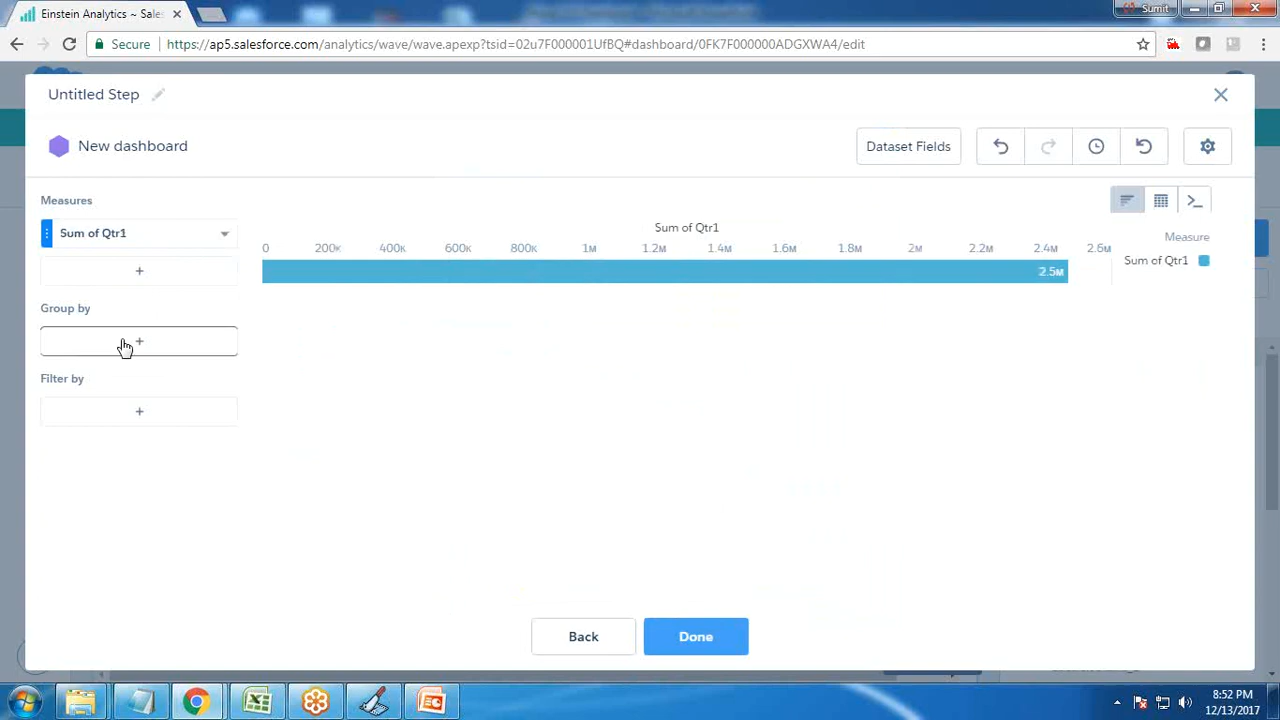 Einstein Analytics ~ Sales
Sumit
Secure
https://ap5.salesforce.com/analytics/wave/wave.apexp?tsid=02u7F000001UfBQ#dashboard/0FK7F000000ADGXWA4/edit
Untitled Step
New dashboard
Dataset Fields
Measures
Sum of Qtr1
+
Group by
+
Filter by
+
Sum of Qtr1
0 200K 400K 600K 800K 1M 1.2M 1.4M 1.6M 1.8M 2M 2.2M 2.4M 2.6M
2.5M
Measure
Sum of Qtr1
Back
Done
8:52 PM
12/13/2017